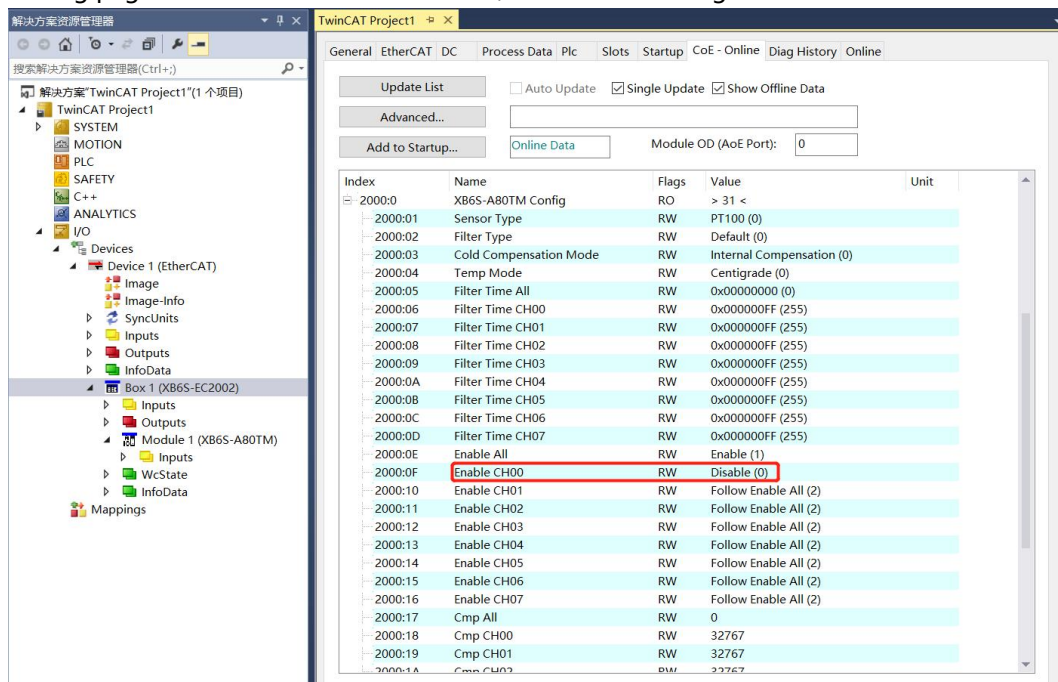 解决方案资源管理器
搜索解决方案资源管理器(Ctrl+;)
解决方案"TwinCAT Project1"(1 个项目)
TwinCAT Project1
SYSTEM
MOTION
PLC
SAFETY
C++
ANALYTICS
I/O
Devices
Device 1 (EtherCAT)
Image
Image-Info
SyncUnits
Inputs
Outputs
InfoData
Box 1 (XB6S-EC2002)
Inputs
Outputs
Module 1 (XB6S-A80TM)
Inputs
WcState
InfoData
Mappings
TwinCAT Project1
General EtherCAT DC Process Data Plc Slots Startup CoE - Online Diag History Online
Update List Auto Update Single Update Show Offline Data
Advanced...
Add to Startup... Online Data Module OD (AoE Port): 0
Index Name Flags Value Unit
2000:0 XB6S-A80TM Config RO > 31 <
2000:01 Sensor Type RW PT100 (0)
2000:02 Filter Type RW Default (0)
2000:03 Cold Compensation Mode RW Internal Compensation (0)
2000:04 Temp Mode RW Centigrade (0)
2000:05 Filter Time All RW 0x00000000 (0)
2000:06 Filter Time CH00 RW 0x000000FF (255)
2000:07 Filter Time CH01 RW 0x000000FF (255)
2000:08 Filter Time CH02 RW 0x000000FF (255)
2000:09 Filter Time CH03 RW 0x000000FF (255)
2000:0A Filter Time CH04 RW 0x000000FF (255)
2000:0B Filter Time CH05 RW 0x000000FF (255)
2000:0C Filter Time CH06 RW 0x000000FF (255)
2000:0D Filter Time CH07 RW 0x000000FF (255)
2000:0E Enable All RW Enable (1)
2000:0F Enable CH00 RW Disable (0)
2000:10 Enable CH01 RW Follow Enable All (2)
2000:11 Enable CH02 RW Follow Enable All (2)
2000:12 Enable CH03 RW Follow Enable All (2)
2000:13 Enable CH04 RW Follow Enable All (2)
2000:14 Enable CH05 RW Follow Enable All (2)
2000:15 Enable CH06 RW Follow Enable All (2)
2000:16 Enable CH07 RW Follow Enable All (2)
2000:17 Cmp All RW 0
2000:18 Cmp CH00 RW 32767
2000:19 Cmp CH01 RW 32767
2000:1A Cmp CH02 RW 32767